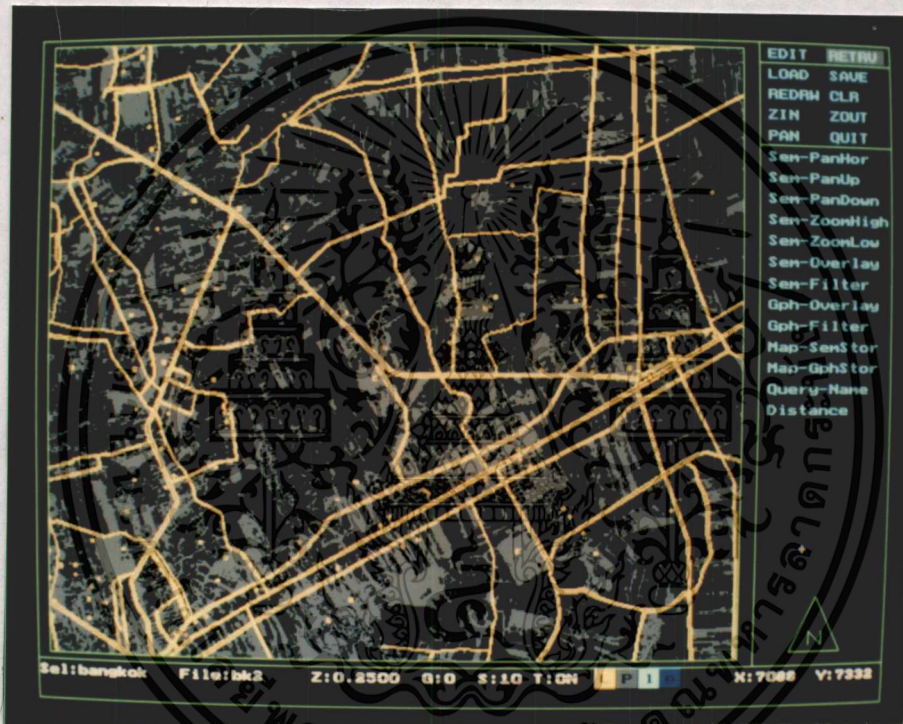 EDIT RETRV
LOAD SAVE
REDRW CLR
ZIN ZOUT
PAN QUIT
Sem-PanHor
Sem-PanUp
Sem-PanDown
Sem-ZoomHigh
Sem-ZoomLow
Sem-Overlay
Sem-Filter
Gph-Overlay
Gph-Filter
Map-SemStor
Map-GphStor
Query-Name
Distance
N
Sel:bangkok File:bk2 Z:0.2500 G:0 S:10 T:ON L P I D X:7088 Y:7332